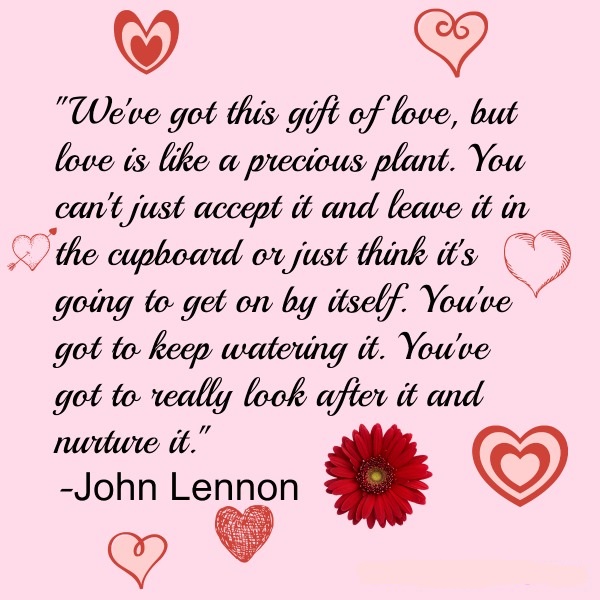 "We've got this gift of love, but
love is like a precious plant. You
can't just accept it and leave it in
the cupboard or just think it's
going to get on by itself. You've
got to keep watering it. You've
got to really look after it and
nurture it."
-John Lennon